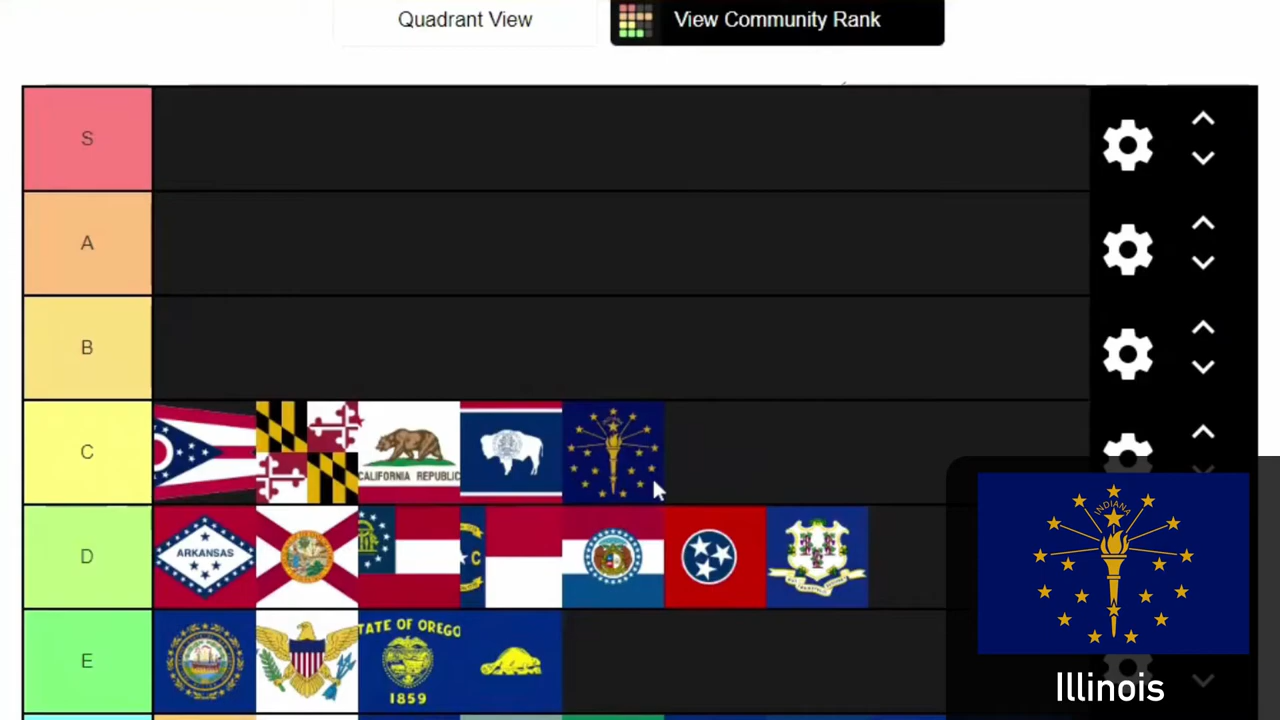 Quadrant View
View Community Rank
S
A
B
C
CALIFORNIA REPUBLIC
D
ARKANSAS
C
E
TATE OF OREGO
1859
INDIANA
Illinois